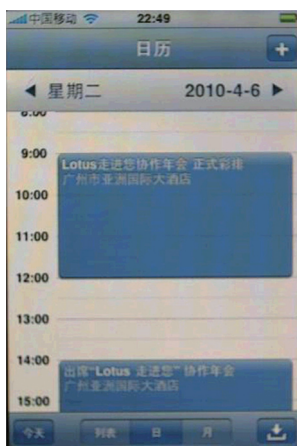 中国移动 22:49
日历 +
星期二 2010-4-6
8:00
9:00
Lotus走进您协作年会 正式彩排
广州市亚洲国际大酒店
10:00
11:00
12:00
13:00
14:00
出席“Lotus 走进您” 协作年会
广州亚洲国际大酒店
15:00
今天 列表 日 月